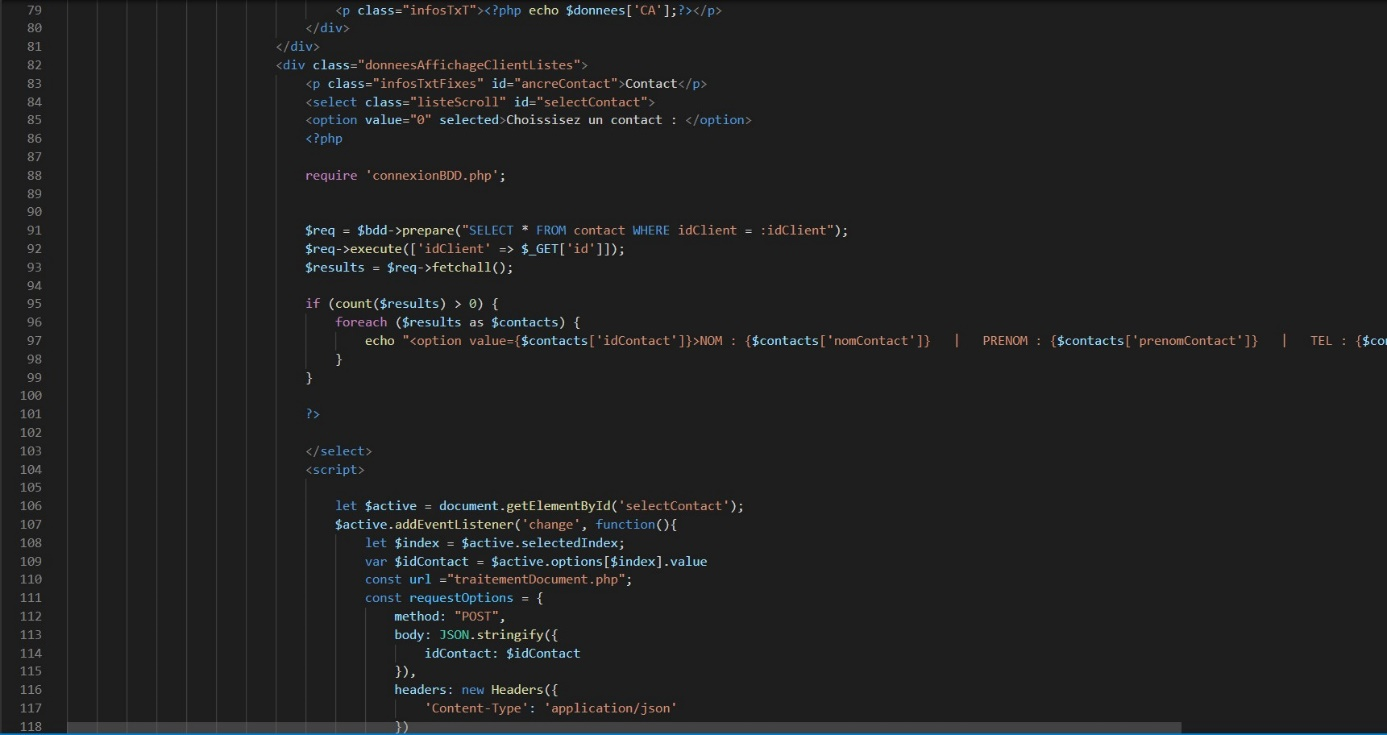 79 <p class="infosTxT"><?php echo $donnees['CA'];?></p>
80 </div>
81 </div>
82 <div class="donneesAffichageClientListes">
83 <p class="infosTxtFixes" id="ancreContact">Contact</p>
84 <select class="listeScroll" id="selectContact">
85 <option value="0" selected>Choissisez un contact : </option>
86 <?php
87
88 require 'connexionBDD.php';
89
90
91 $req = $bdd->prepare("SELECT * FROM contact WHERE idClient = :idClient");
92 $req->execute(['idClient' => $_GET['id']]);
93 $results = $req->fetchall();
94
95 if (count($results) > 0) {
96 foreach ($results as $contacts) {
97 echo "<option value={$contacts['idContact']}>NOM : {$contacts['nomContact']} | PRENOM : {$contacts['prenomContact']} | TEL : {$co
98 }
99 }
100
101 ?>
102
103 </select>
104 <script>
105
106 let $active = document.getElementById('selectContact');
107 $active.addEventListener('change', function(){
108 let $index = $active.selectedIndex;
109 var $idContact = $active.options[$index].value
110 const url ="traitementDocument.php";
111 const requestOptions = {
112 method: "POST",
113 body: JSON.stringify({
114 idContact: $idContact
115 }),
116 headers: new Headers({
117 'Content-Type': 'application/json'
118 })